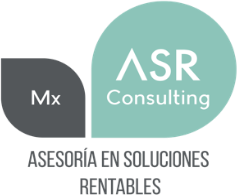 Mx
ASR
Consulting
ASESORÍA EN SOLUCIONES
RENTABLES